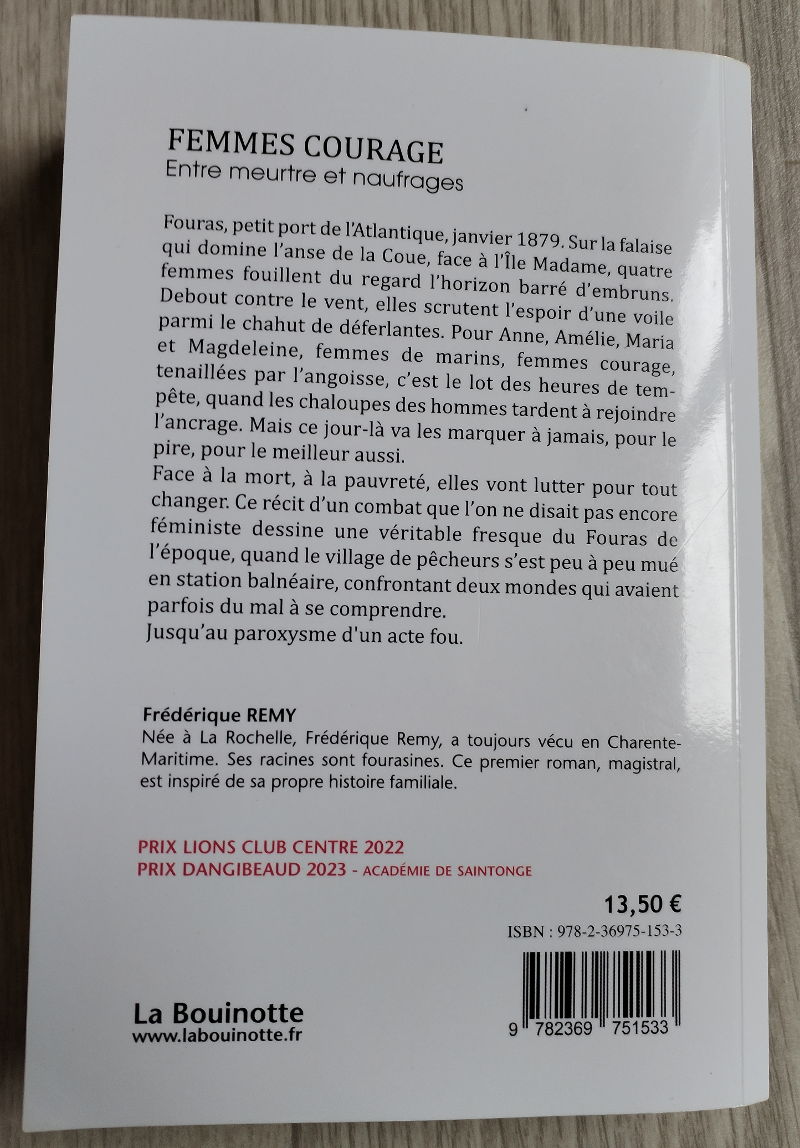 FEMMES COURAGE
Entre meurtre et naufrages
Fouras, petit port de l'Atlantique, janvier 1879. Sur la falaise
qui domine l'anse de la Coue, face à l'Île Madame, quatre
femmes fouillent du regard l'horizon barré d'embruns.
Debout contre le vent, elles scrutent l'espoir d'une voile
parmi le chahut de déferlantes. Pour Anne, Amélie, Maria
et Magdeleine, femmes de marins, femmes courage,
tenaillées par l'angoisse, c'est le lot des heures de tem-
pête, quand les chaloupes des hommes tardent à rejoindre
l'ancrage. Mais ce jour-là va les marquer à jamais, pour le
pire, pour le meilleur aussi.
Face à la mort, à la pauvreté, elles vont lutter pour tout
changer. Ce récit d'un combat que l'on ne disait pas encore
féministe dessine une véritable fresque du Fouras de
l'époque, quand le village de pêcheurs s'est peu à peu mué
en station balnéaire, confrontant deux mondes qui avaient
parfois du mal à se comprendre.
Jusqu'au paroxysme d'un acte fou.
Frédérique REMY
Née à La Rochelle, Frédérique Remy, a toujours vécu en Charente-
Maritime. Ses racines sont fourasines. Ce premier roman, magistral,
est inspiré de sa propre histoire familiale.
PRIX LIONS CLUB CENTRE 2022
PRIX DANGIBEAUD 2023 - ACADÉMIE DE SAINTONGE
13,50 €
ISBN : 978-2-36975-153-3
9 782369 751533
La Bouinotte
www.labouinotte.fr